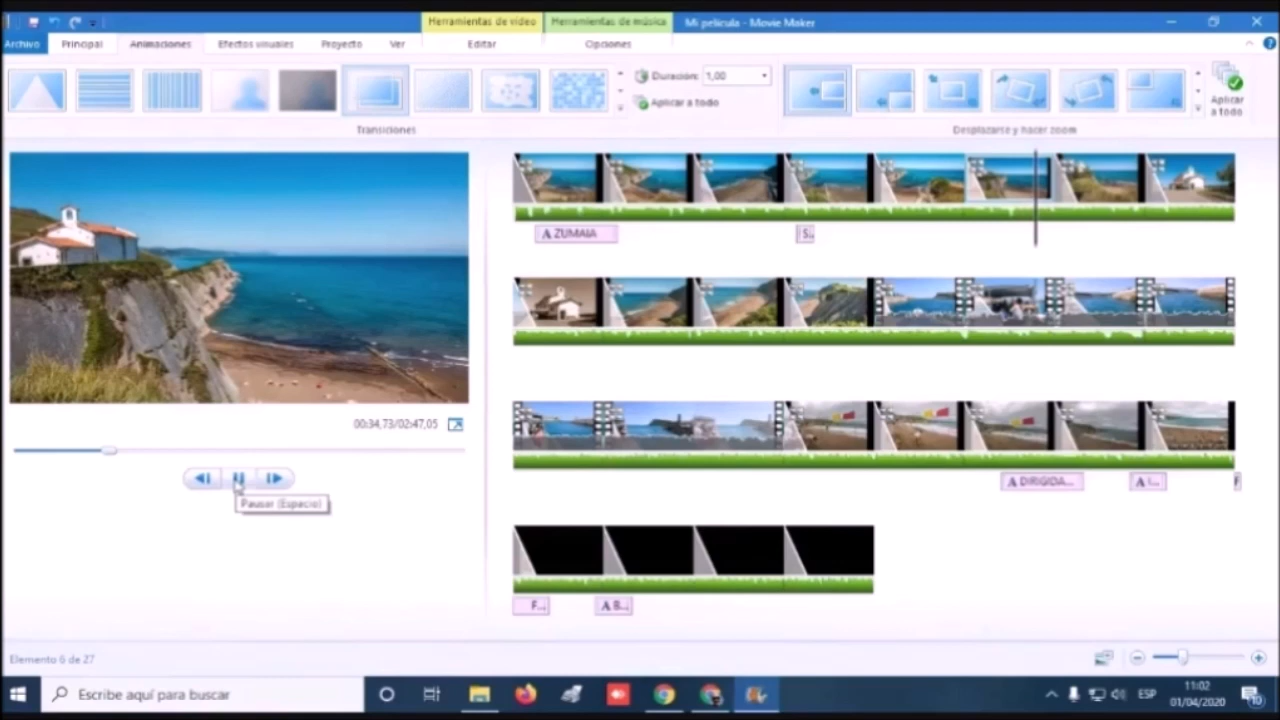 Herramientas de video Herramientas de música Mi película - Movie Maker
Archivo Principal Animaciones Efectos visuales Proyecto Ver Editar Opciones
Duración: 1,00
Aplicar a todo
Aplicar a todo
Transiciones
Desplazarse y hacer zoom
A ZUMAIA
S...
00:34,73/02:47,05
Pausar (Espacio)
A DIRIGIDA...
A I...
F...
A B...
Elemento 6 de 27
Escribe aquí para buscar
ESP
11:02
01/04/2020